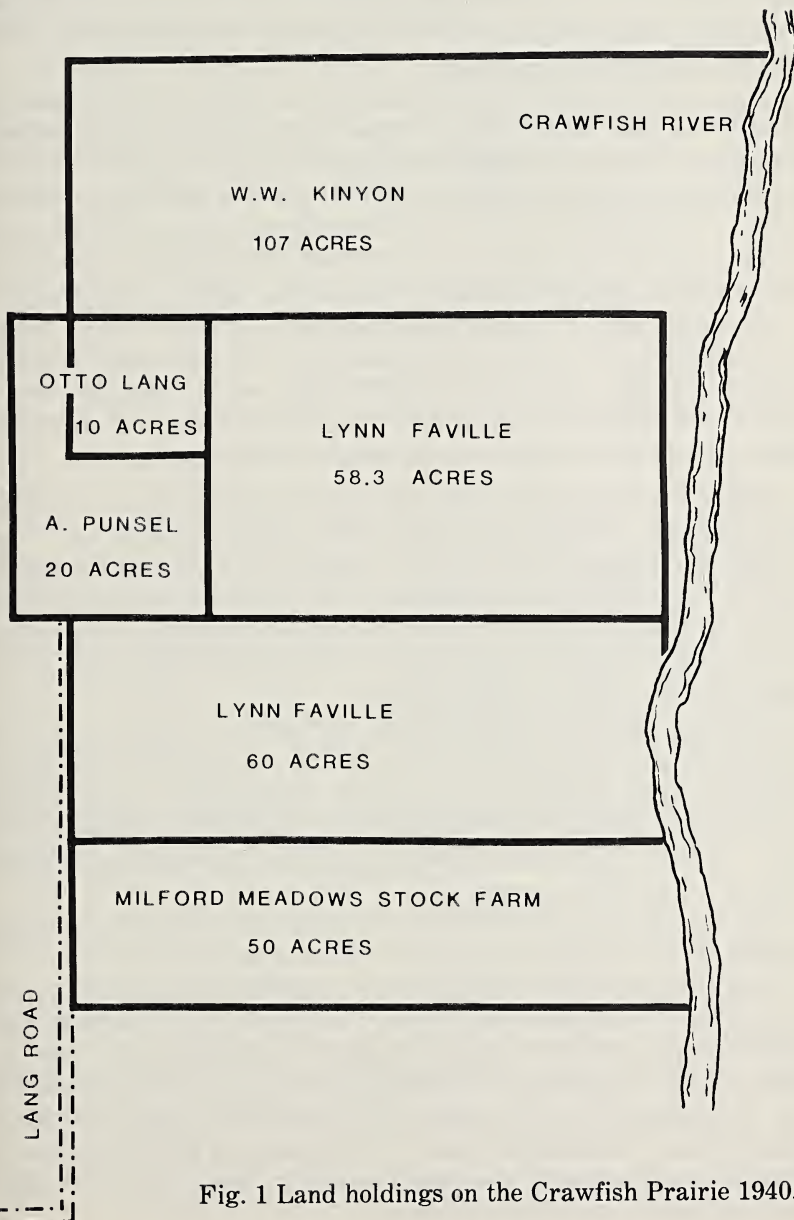 CRAWFISH RIVER
W.W. KINYON
107 ACRES
OTTO LANG
10 ACRES
LYNN FAVILLE
58.3 ACRES
A. PUNSEL
20 ACRES
LYNN FAVILLE
60 ACRES
MILFORD MEADOWS STOCK FARM
50 ACRES
LANG ROAD
Fig. 1 Land holdings on the Crawfish Prairie 1940.